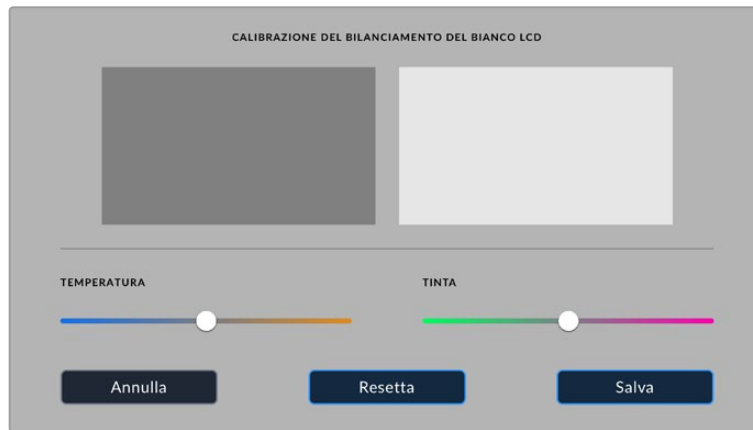 CALIBRAZIONE DEL BILANCIAMENTO DEL BIANCO LCD
TEMPERATURA
TINTA
Annulla
Resetta
Salva